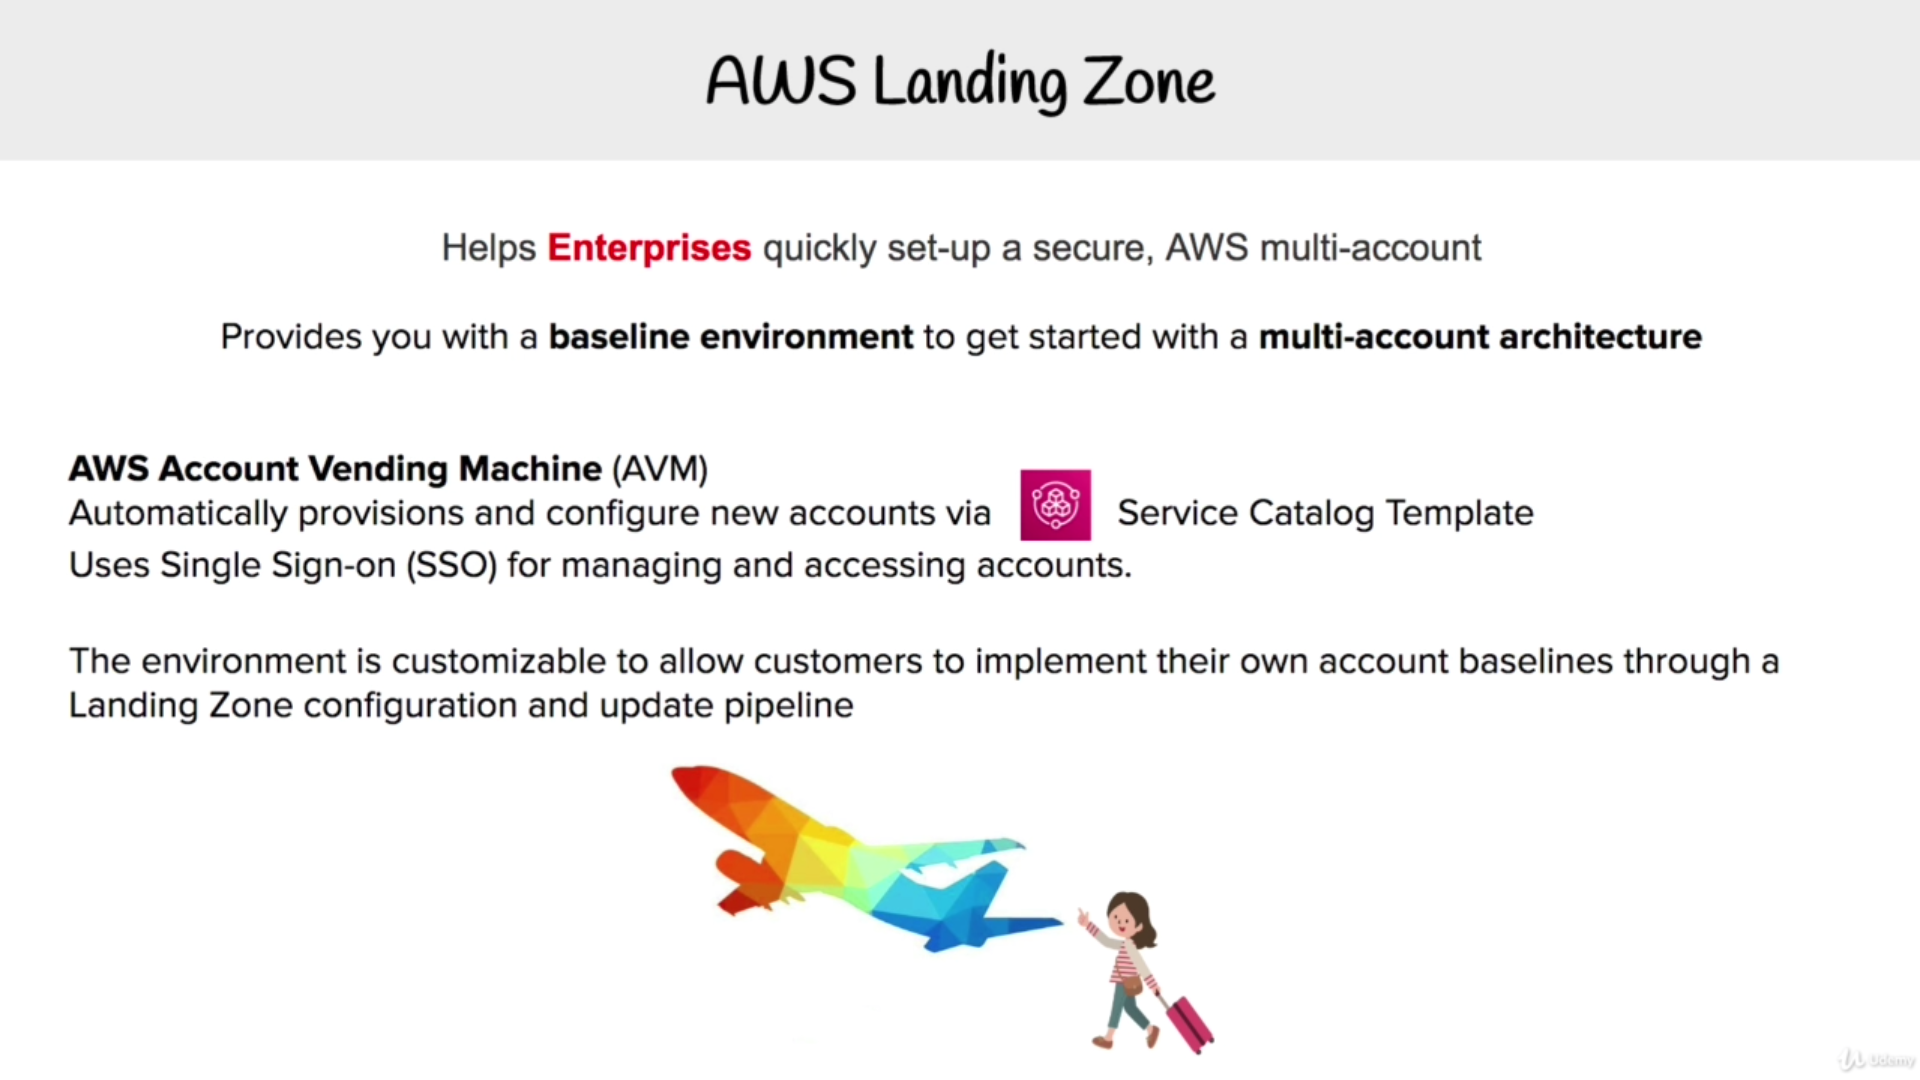 AWS Landing Zone
Helps Enterprises quickly set-up a secure, AWS multi-account
Provides you with a baseline environment to get started with a multi-account architecture
AWS Account Vending Machine (AVM)
Automatically provisions and configure new accounts via Service Catalog Template
Uses Single Sign-on (SSO) for managing and accessing accounts.
The environment is customizable to allow customers to implement their own account baselines through a
Landing Zone configuration and update pipeline
Udemy